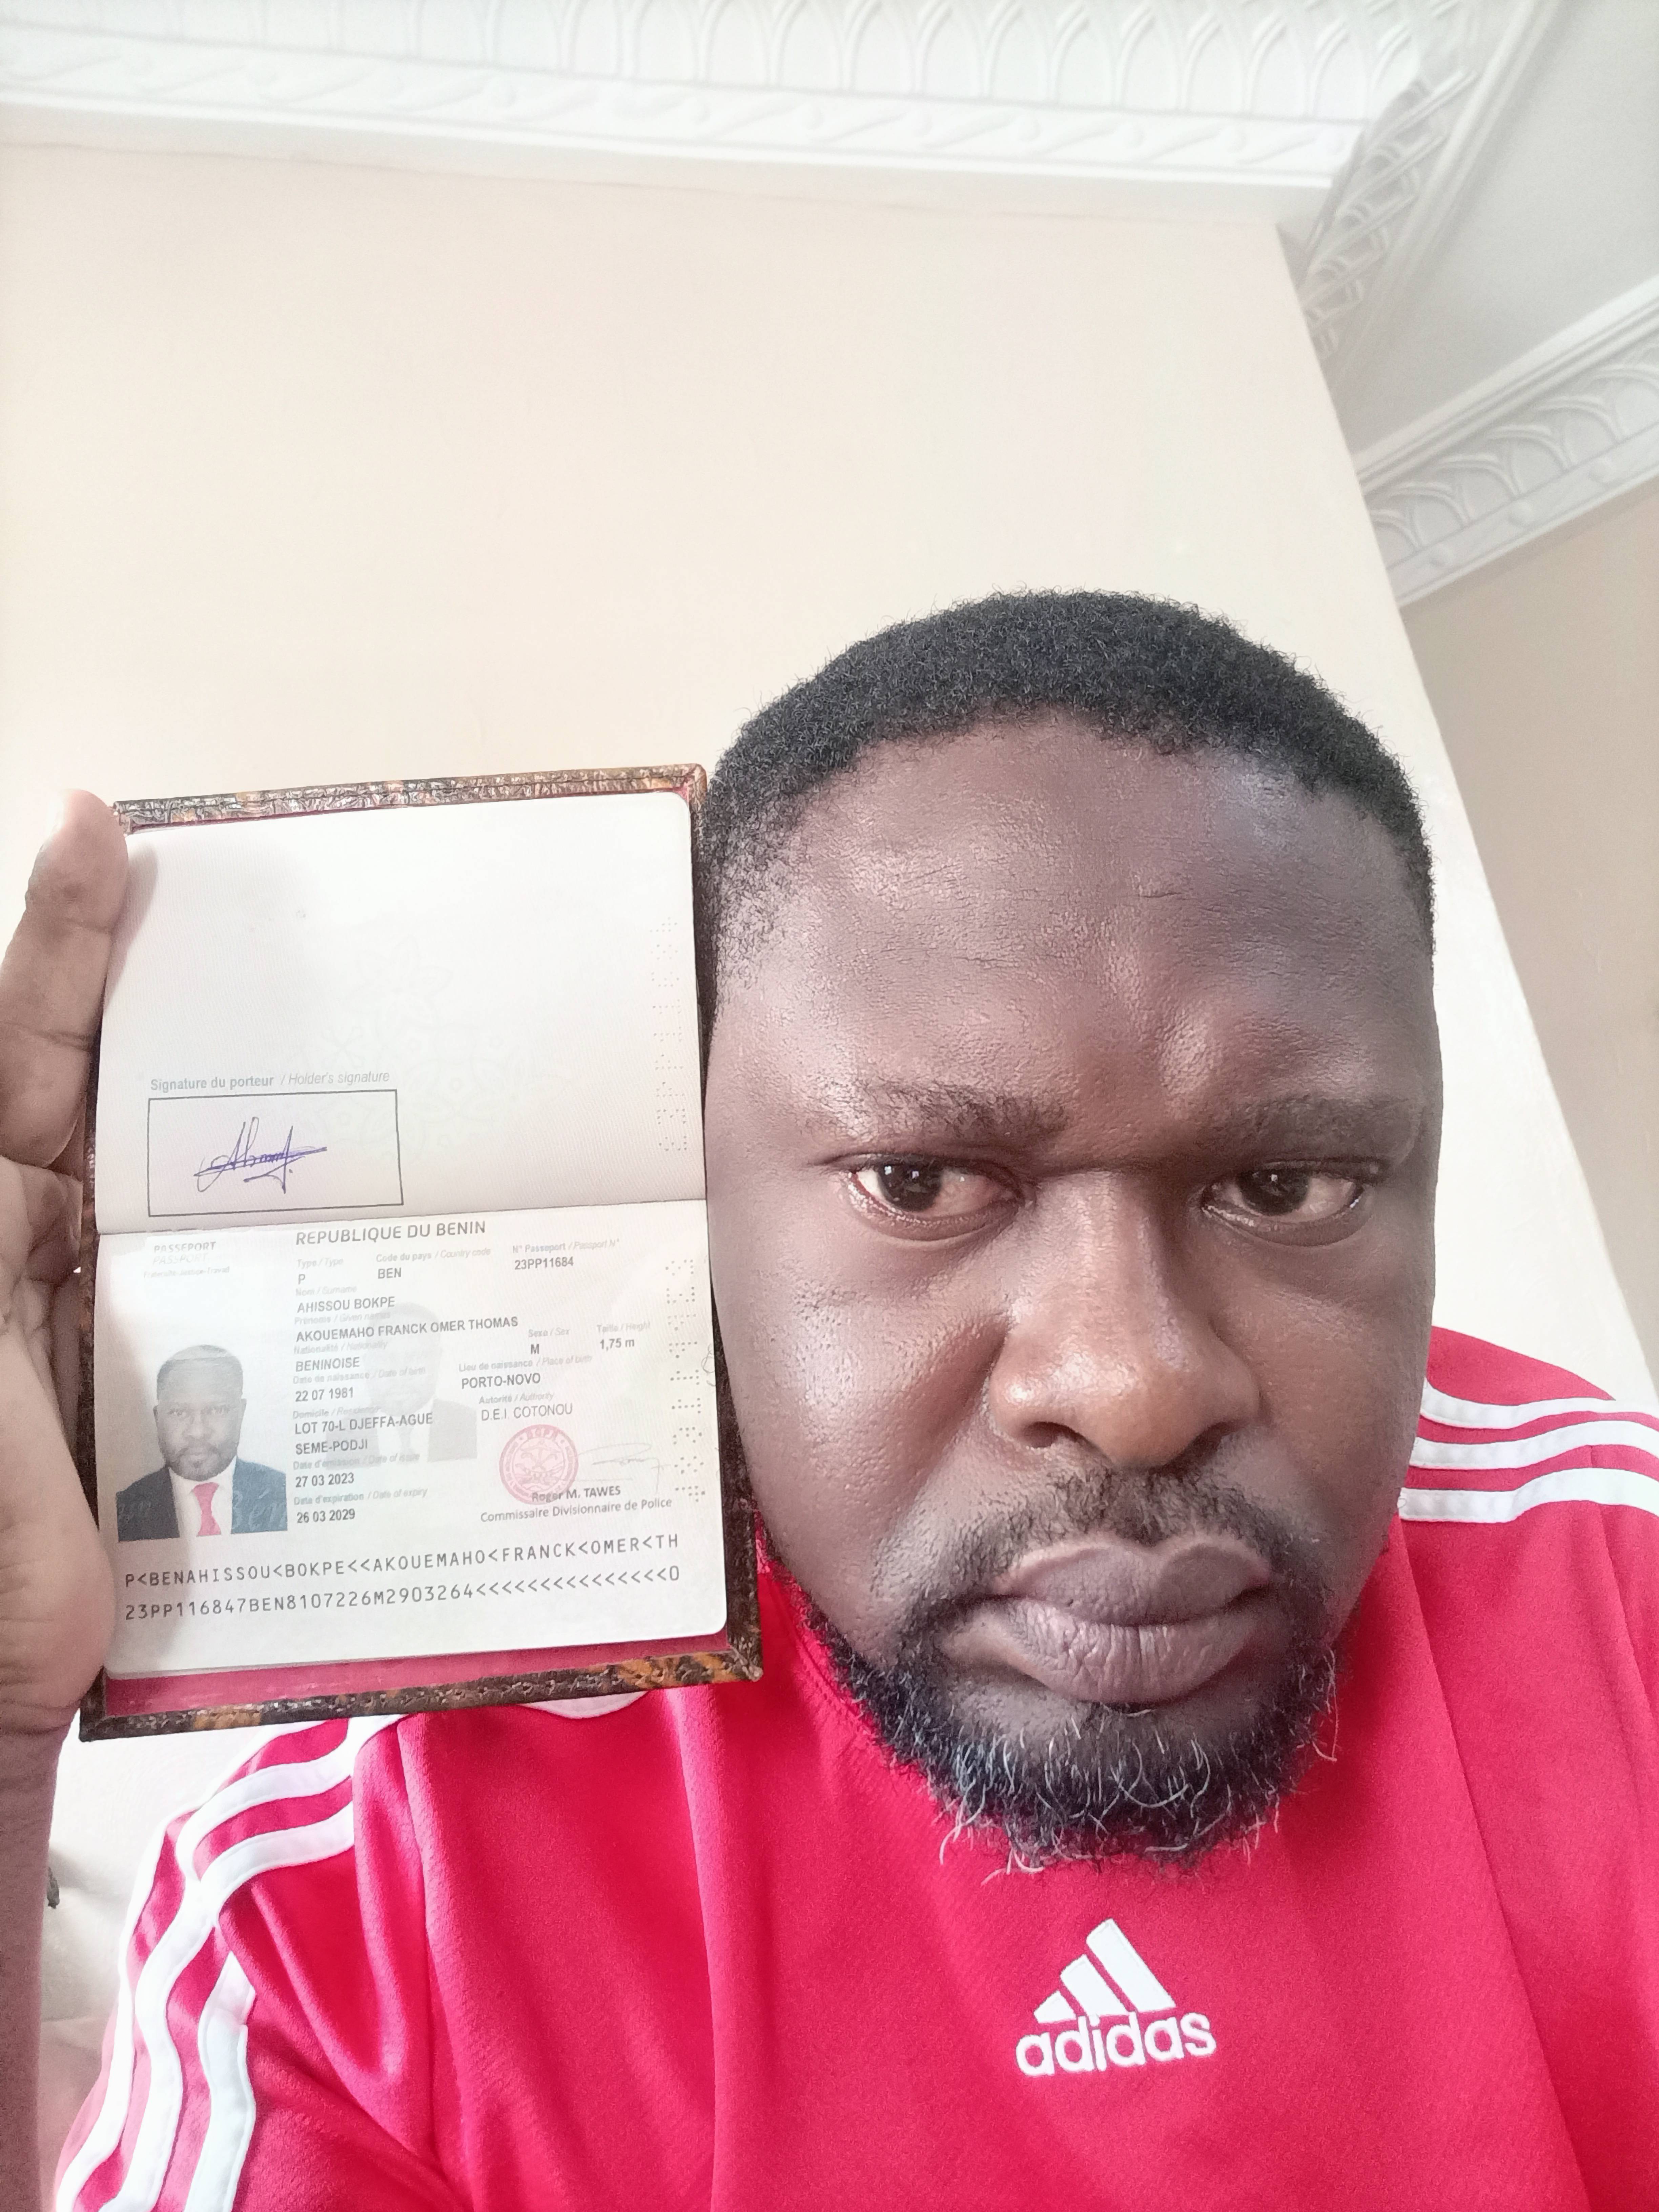 Signature du porteur / Holder's signature
REPUBLIQUE DU BENIN
PASSEPORT
PASSPORT
Type / Type
Code du pays / Country code
N° Passeport / Passport N°
P
BEN
23PP11684
Nom / Surname
AHISSOU BOKPE
Prénoms / Given names
AKOUEMAHO FRANCK OMER THOMAS
Nationalité / Nationality
Sexe / Sex
Taille / Height
BENINOISE
M
1,75 m
Date de naissance / Date of birth
Lieu de naissance / Place of birth
22 07 1981
PORTO-NOVO
Domicile / Residence
Autorité / Authority
LOT 70-L DJEFFA-AGUE
D.E.I. COTONOU
SEME-PODJI
Date d'émission / Date of issue
27 03 2023
Date d'expiration / Date of expiry
26 03 2029
Roger M. TAWES
Commissaire Divisionnaire de Police
P<BENAHISSOU<BOKPE<<AKOUEMAHO<FRANCK<OMER<TH
23PP116847BEN8107226M2903264<<<<<<<<<<<<<<<0
adidas